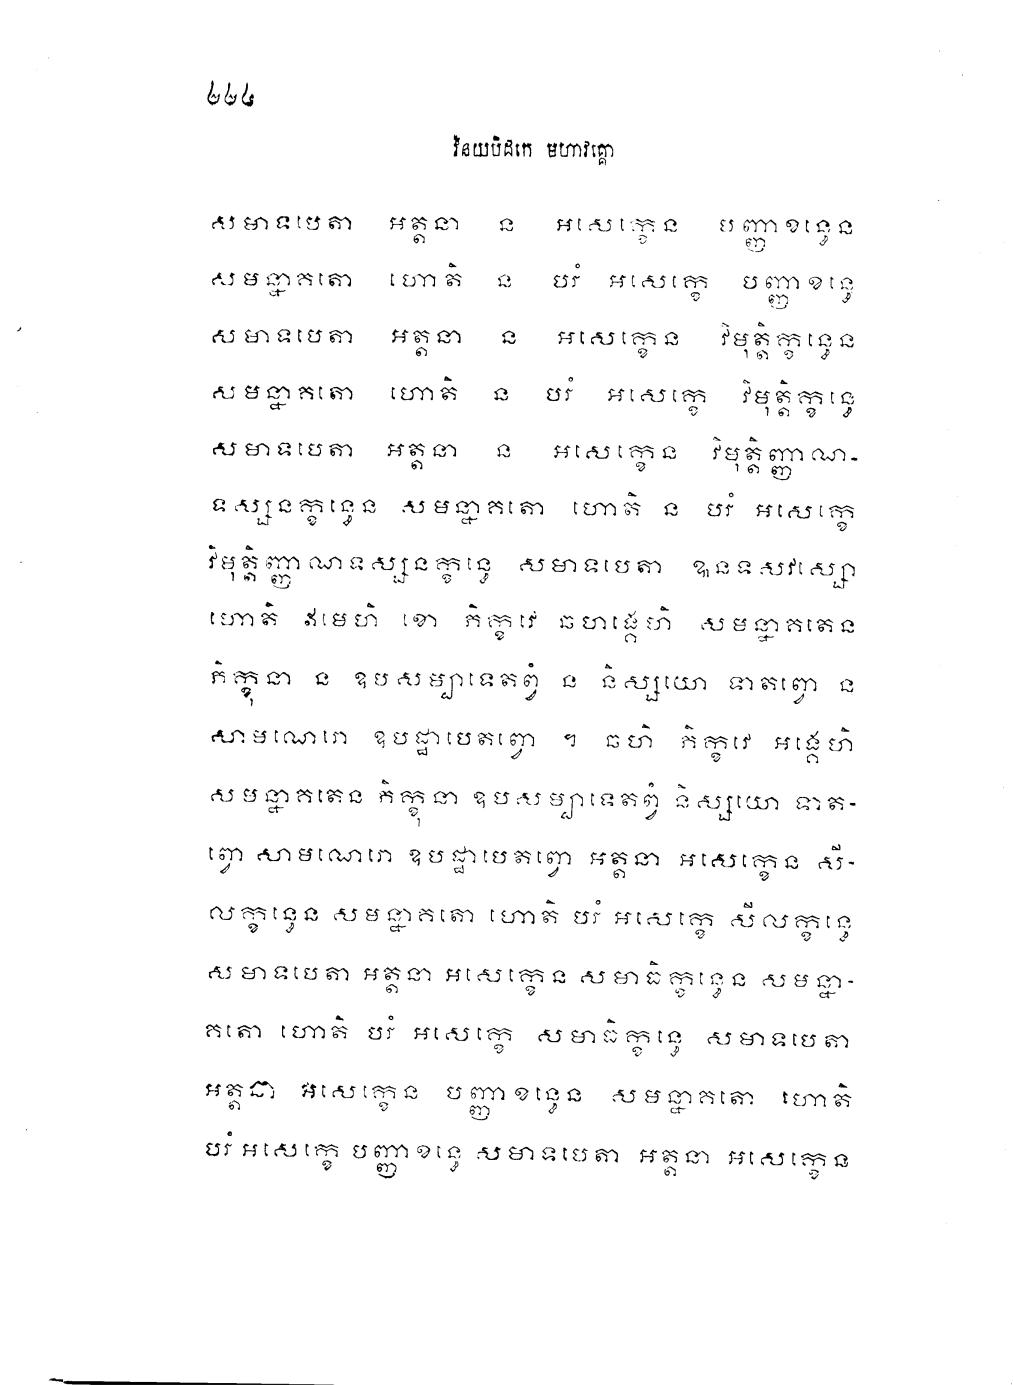 ២២៤
វិនយបិដកេ មហាវគ្គោ
សមាទបេតា អត្តនា ន អសេក្ខេន បញ្ញាខន្ធេន
សមន្នាគតោ ហោតិ ន បរំ អសេក្ខេ បញ្ញាខន្ធេ
សមាទបេតា អត្តនា ន អសេក្ខេន វិមុត្តិក្ខន្ធេន
សមន្នាគតោ ហោតិ ន បរំ អសេក្ខេ វិមុត្តិក្ខន្ធេ
សមាទបេតា អត្តនា ន អសេក្ខេន វិមុត្តិញ្ញាណ-
ទស្សនក្ខន្ធេន សមន្នាគតោ ហោតិ ន បរំ អសេក្ខេ
វិមុត្តិញ្ញាណទស្សនក្ខន្ធេ សមាទបេតា ឩនទសវស្សោ
ហោតិ ឥមេហិ ខោ ភិក្ខវេ ឆហង្គេហិ សមន្នាគតេន
ភិក្ខុនា ន ឧបសម្បាទេតព្វំ ន និស្សយោ ទាតព្វោ ន
សាមណេរោ ឧបដ្ឋាបេតព្វោ ។ ឆហិ ភិក្ខវេ អង្គេហិ
សមន្នាគតេន ភិក្ខុនា ឧបសម្បាទេតព្វំ និស្សយោ ទាត-
ព្វោ សាមណេរោ ឧបដ្ឋាបេតព្វោ អត្តនា អសេក្ខេន សី-
លក្ខន្ធេន សមន្នាគតោ ហោតិ បរំ អសេក្ខេ សីលក្ខន្ធេ
សមាទបេតា អត្តនា អសេក្ខេន សមាធិក្ខន្ធេន សមន្នា-
គតោ ហោតិ បរំ អសេក្ខេ សមាធិក្ខន្ធេ សមាទបេតា
អត្តនា អសេក្ខេន បញ្ញាខន្ធេន សមន្នាគតោ ហោតិ
បរំ អសេក្ខេ បញ្ញាខន្ធេ សមាទបេតា អត្តនា អសេក្ខេន